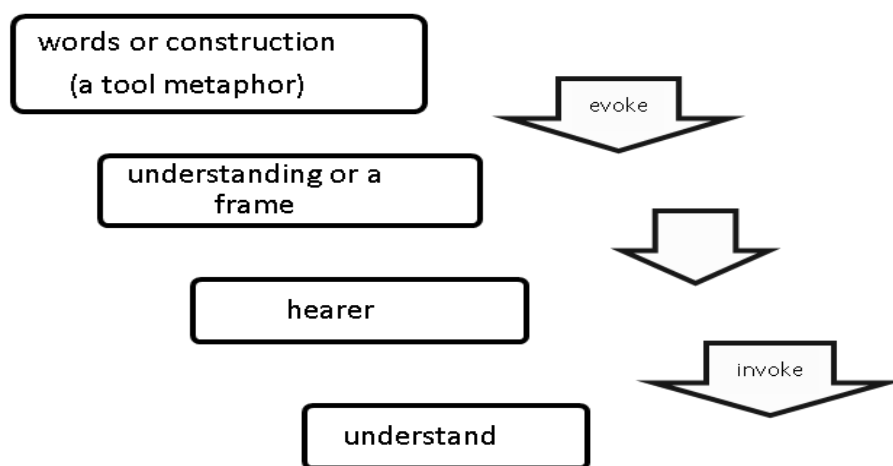 words or construction
(a tool metaphor)
evoke
understanding or a
frame
hearer
invoke
understand